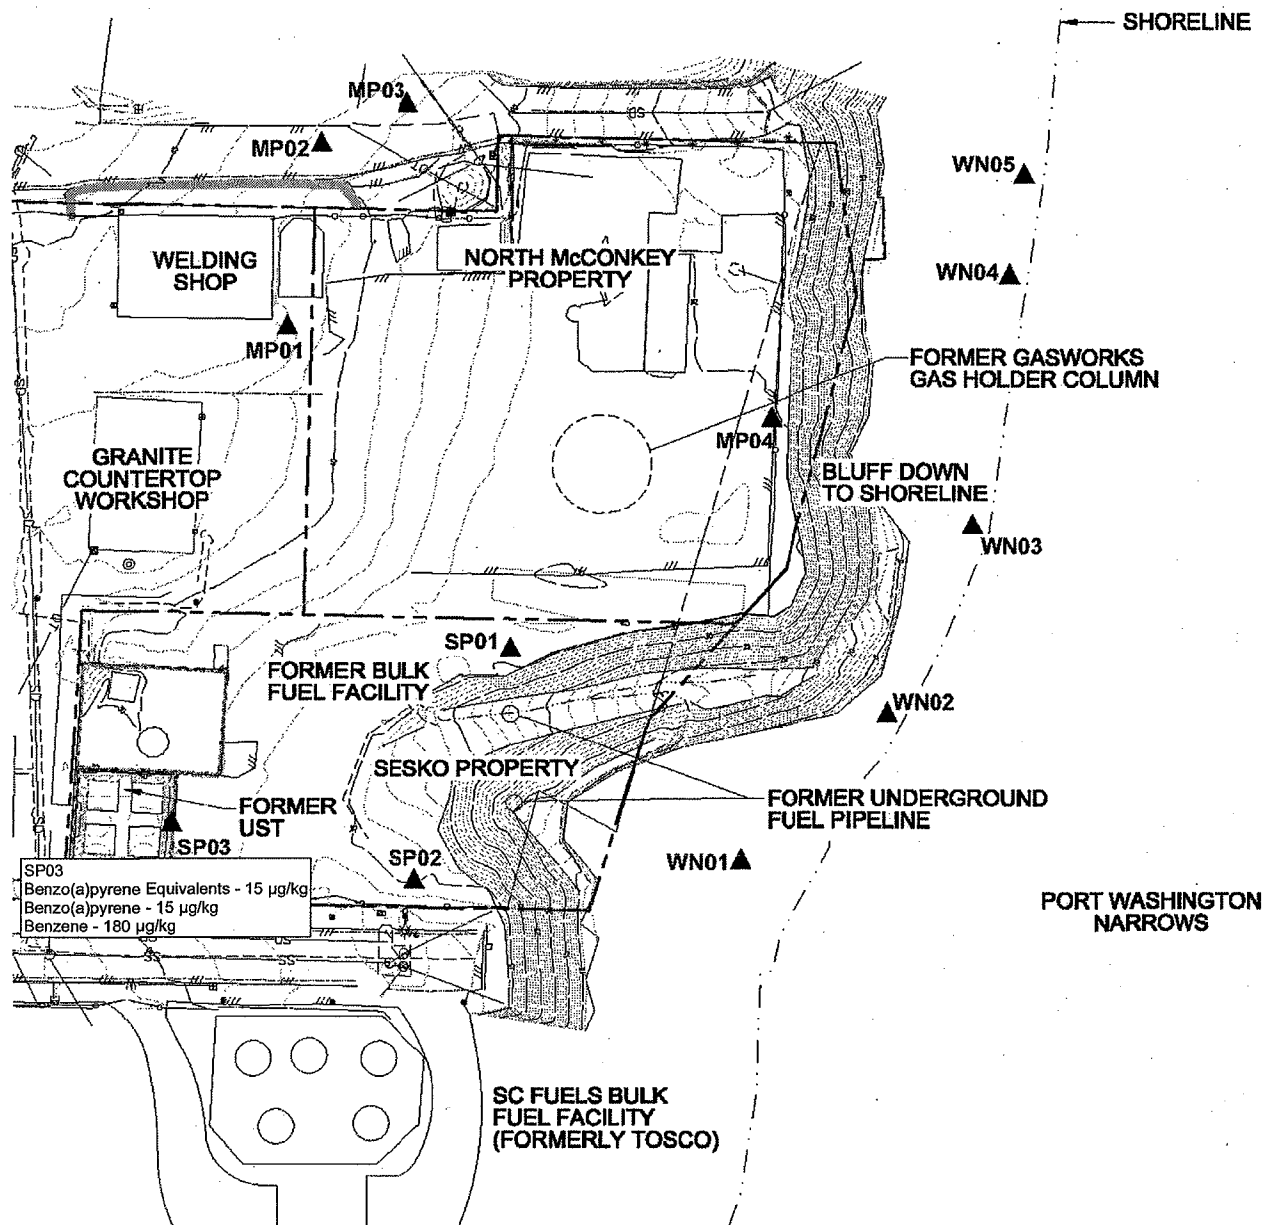 SHORELINE
MP03
MP02
SD
WN05
WELDING
SHOP
NORTH McCONKEY
PROPERTY
WN04
MP01
FORMER GASWORKS
GAS HOLDER COLUMN
MP04
GRANITE
COUNTERTOP
WORKSHOP
BLUFF DOWN
TO SHORELINE
WN03
SP01
FORMER BULK
FUEL FACILITY
WN02
SESKO PROPERTY
FORMER
UST
FORMER UNDERGROUND
FUEL PIPELINE
SP03
SP02
WN01
SP03
Benzo(a)pyrene Equivalents - 15 µg/kg
Benzo(a)pyrene - 15 µg/kg
Benzene - 180 µg/kg
PORT WASHINGTON
NARROWS
SS
SS
SC FUELS BULK
FUEL FACILITY
(FORMERLY TOSCO)